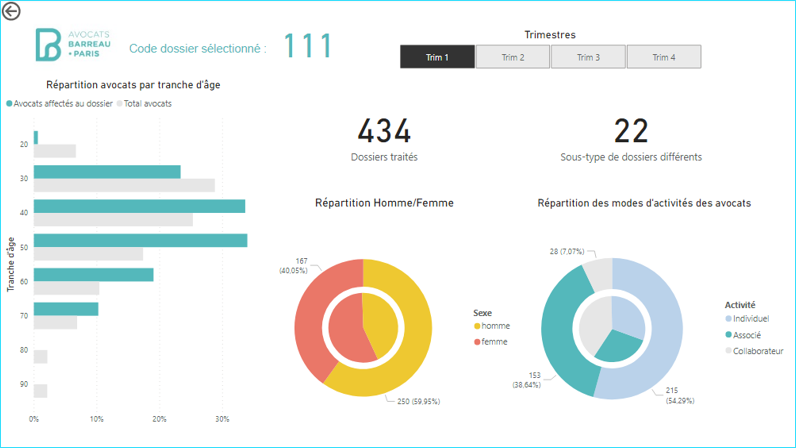 AVOCATS
BARREAU
PARIS
Code dossier sélectionné :
111
Trimestres
Trim 1
Trim 2
Trim 3
Trim 4
Répartition avocats par tranche d'âge
Avocats affectés au dossier
Total avocats
Tranche d'âge
20
30
40
50
60
70
80
90
0%
10%
20%
30%
434
Dossiers traités
22
Sous-type de dossiers différents
Répartition Homme/Femme
167
(40,05%)
250 (59,95%)
Sexe
homme
femme
Répartition des modes d'activités des avocats
28 (7,07%)
153
(38,64%)
215
(54,29%)
Activité
Individuel
Associé
Collaborateur